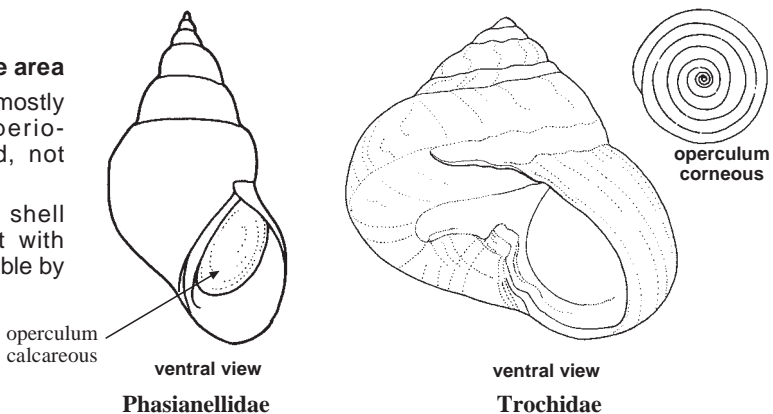 e area
mostly
perio-
d, not
shell
t with
ble by
operculum
calcareous
ventral view
Phasianellidae
ventral view
Trochidae
operculum
corneous